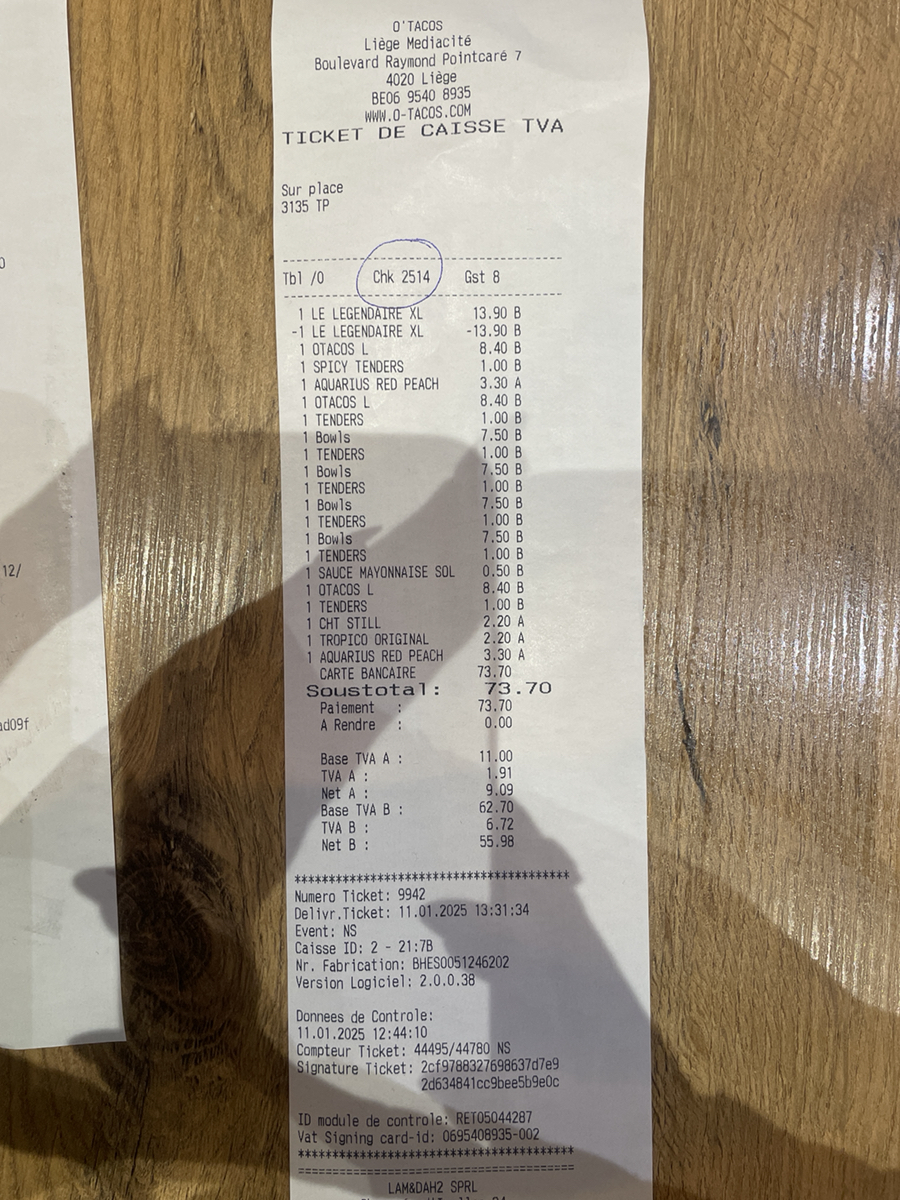 O'TACOS
Liège Mediacité
Boulevard Raymond Pointcaré 7
4020 Liège
BE06 9540 8935
WWW.O-TACOS.COM
TICKET DE CAISSE TVA
Sur place
3135 TP
Tbl /0 Chk 2514 Gst 8
1 LE LEGENDAIRE XL 13.90 B
-1 LE LEGENDAIRE XL -13.90 B
1 OTACOS L 8.40 B
1 SPICY TENDERS 1.00 B
1 AQUARIUS RED PEACH 3.30 A
1 OTACOS L 8.40 B
1 TENDERS 1.00 B
1 Bowls 7.50 B
1 TENDERS 1.00 B
1 Bowls 7.50 B
1 TENDERS 1.00 B
1 Bowls 7.50 B
1 TENDERS 1.00 B
1 Bowls 7.50 B
1 TENDERS 1.00 B
1 SAUCE MAYONNAISE SOL 0.50 B
1 OTACOS L 8.40 B
1 TENDERS 1.00 B
1 CHT STILL 2.20 A
1 TROPICO ORIGINAL 2.20 A
1 AQUARIUS RED PEACH 3.30 A
CARTE BANCAIRE 73.70
Soustotal: 73.70
Paiement : 73.70
A Rendre : 0.00
Base TVA A : 11.00
TVA A : 1.91
Net A : 9.09
Base TVA B : 62.70
TVA B : 6.72
Net B : 55.98
****************************************
Numero Ticket: 9942
Delivr.Ticket: 11.01.2025 13:31:34
Event: NS
Caisse ID: 2 - 21:7B
Nr. Fabrication: BHES0051246202
Version Logiciel: 2.0.0.38
Donnees de Controle:
11.01.2025 12:44:10
Compteur Ticket: 44495/44780 NS
Signature Ticket: 2cf9788327698637d7e9
2d634841cc9bee5b9e0c
ID module de controle: RET05044287
Vat Signing card-id: 0695408935-002
****************************************
========================================
LAM&DAH2 SPRL
0
12/
ad09f